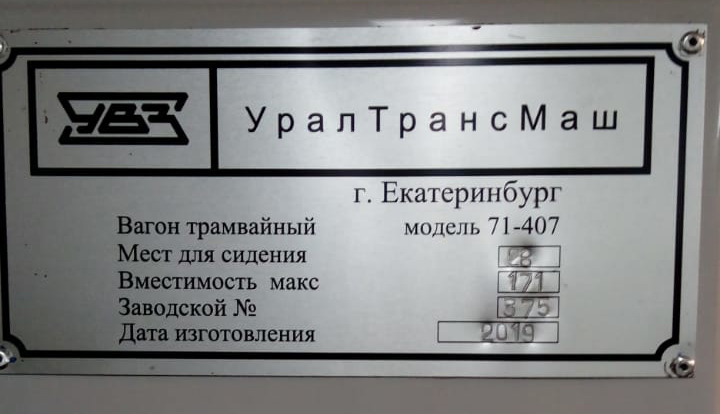 УВЗ
УралТрансМаш
г. Екатеринбург
Вагон трамвайный модель 71-407
Мест для сидения 28
Вместимость макс 171
Заводской № 375
Дата изготовления 2019